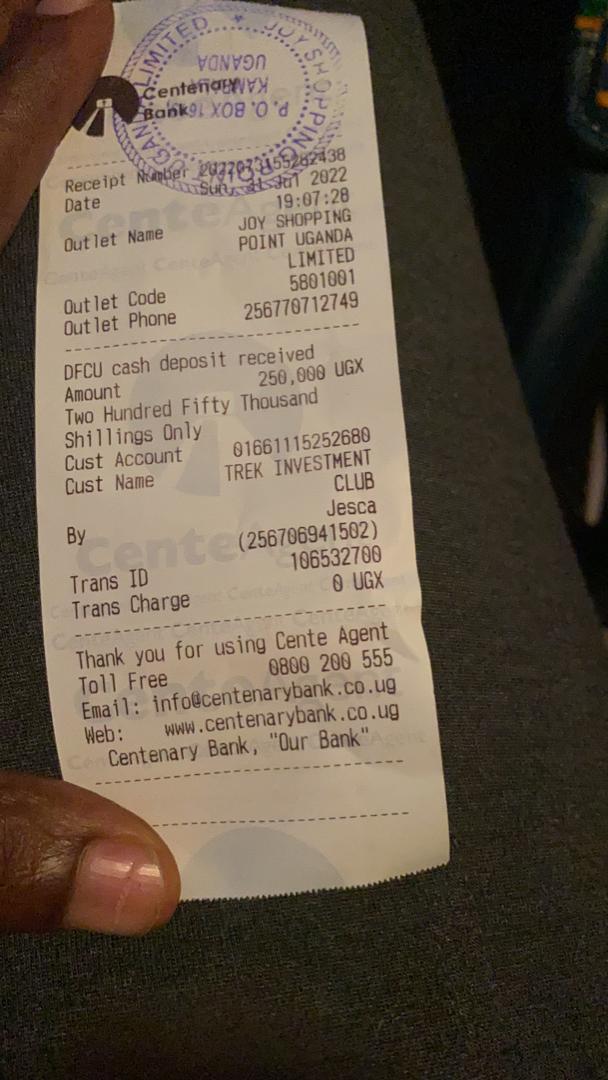 JOY SHOPPING POINT UGANDA LIMITED
P. O. BOX
KAMPALA
UGANDA
Centenary
Bank
Receipt Number
Date Sun, 31 Jul 2022
19:07:28
Outlet Name JOY SHOPPING
POINT UGANDA
LIMITED
Outlet Code 5801001
Outlet Phone 256770712749
DFCU cash deposit received
Amount 250,000 UGX
Two Hundred Fifty Thousand
Shillings Only
Cust Account 01661115252680
Cust Name TREK INVESTMENT
CLUB
By Jesca
(256706941502)
Trans ID 106532700
Trans Charge 0 UGX
Thank you for using Cente Agent
Toll Free 0800 200 555
Email: info@centenarybank.co.ug
Web: www.centenarybank.co.ug
Centenary Bank, "Our Bank"